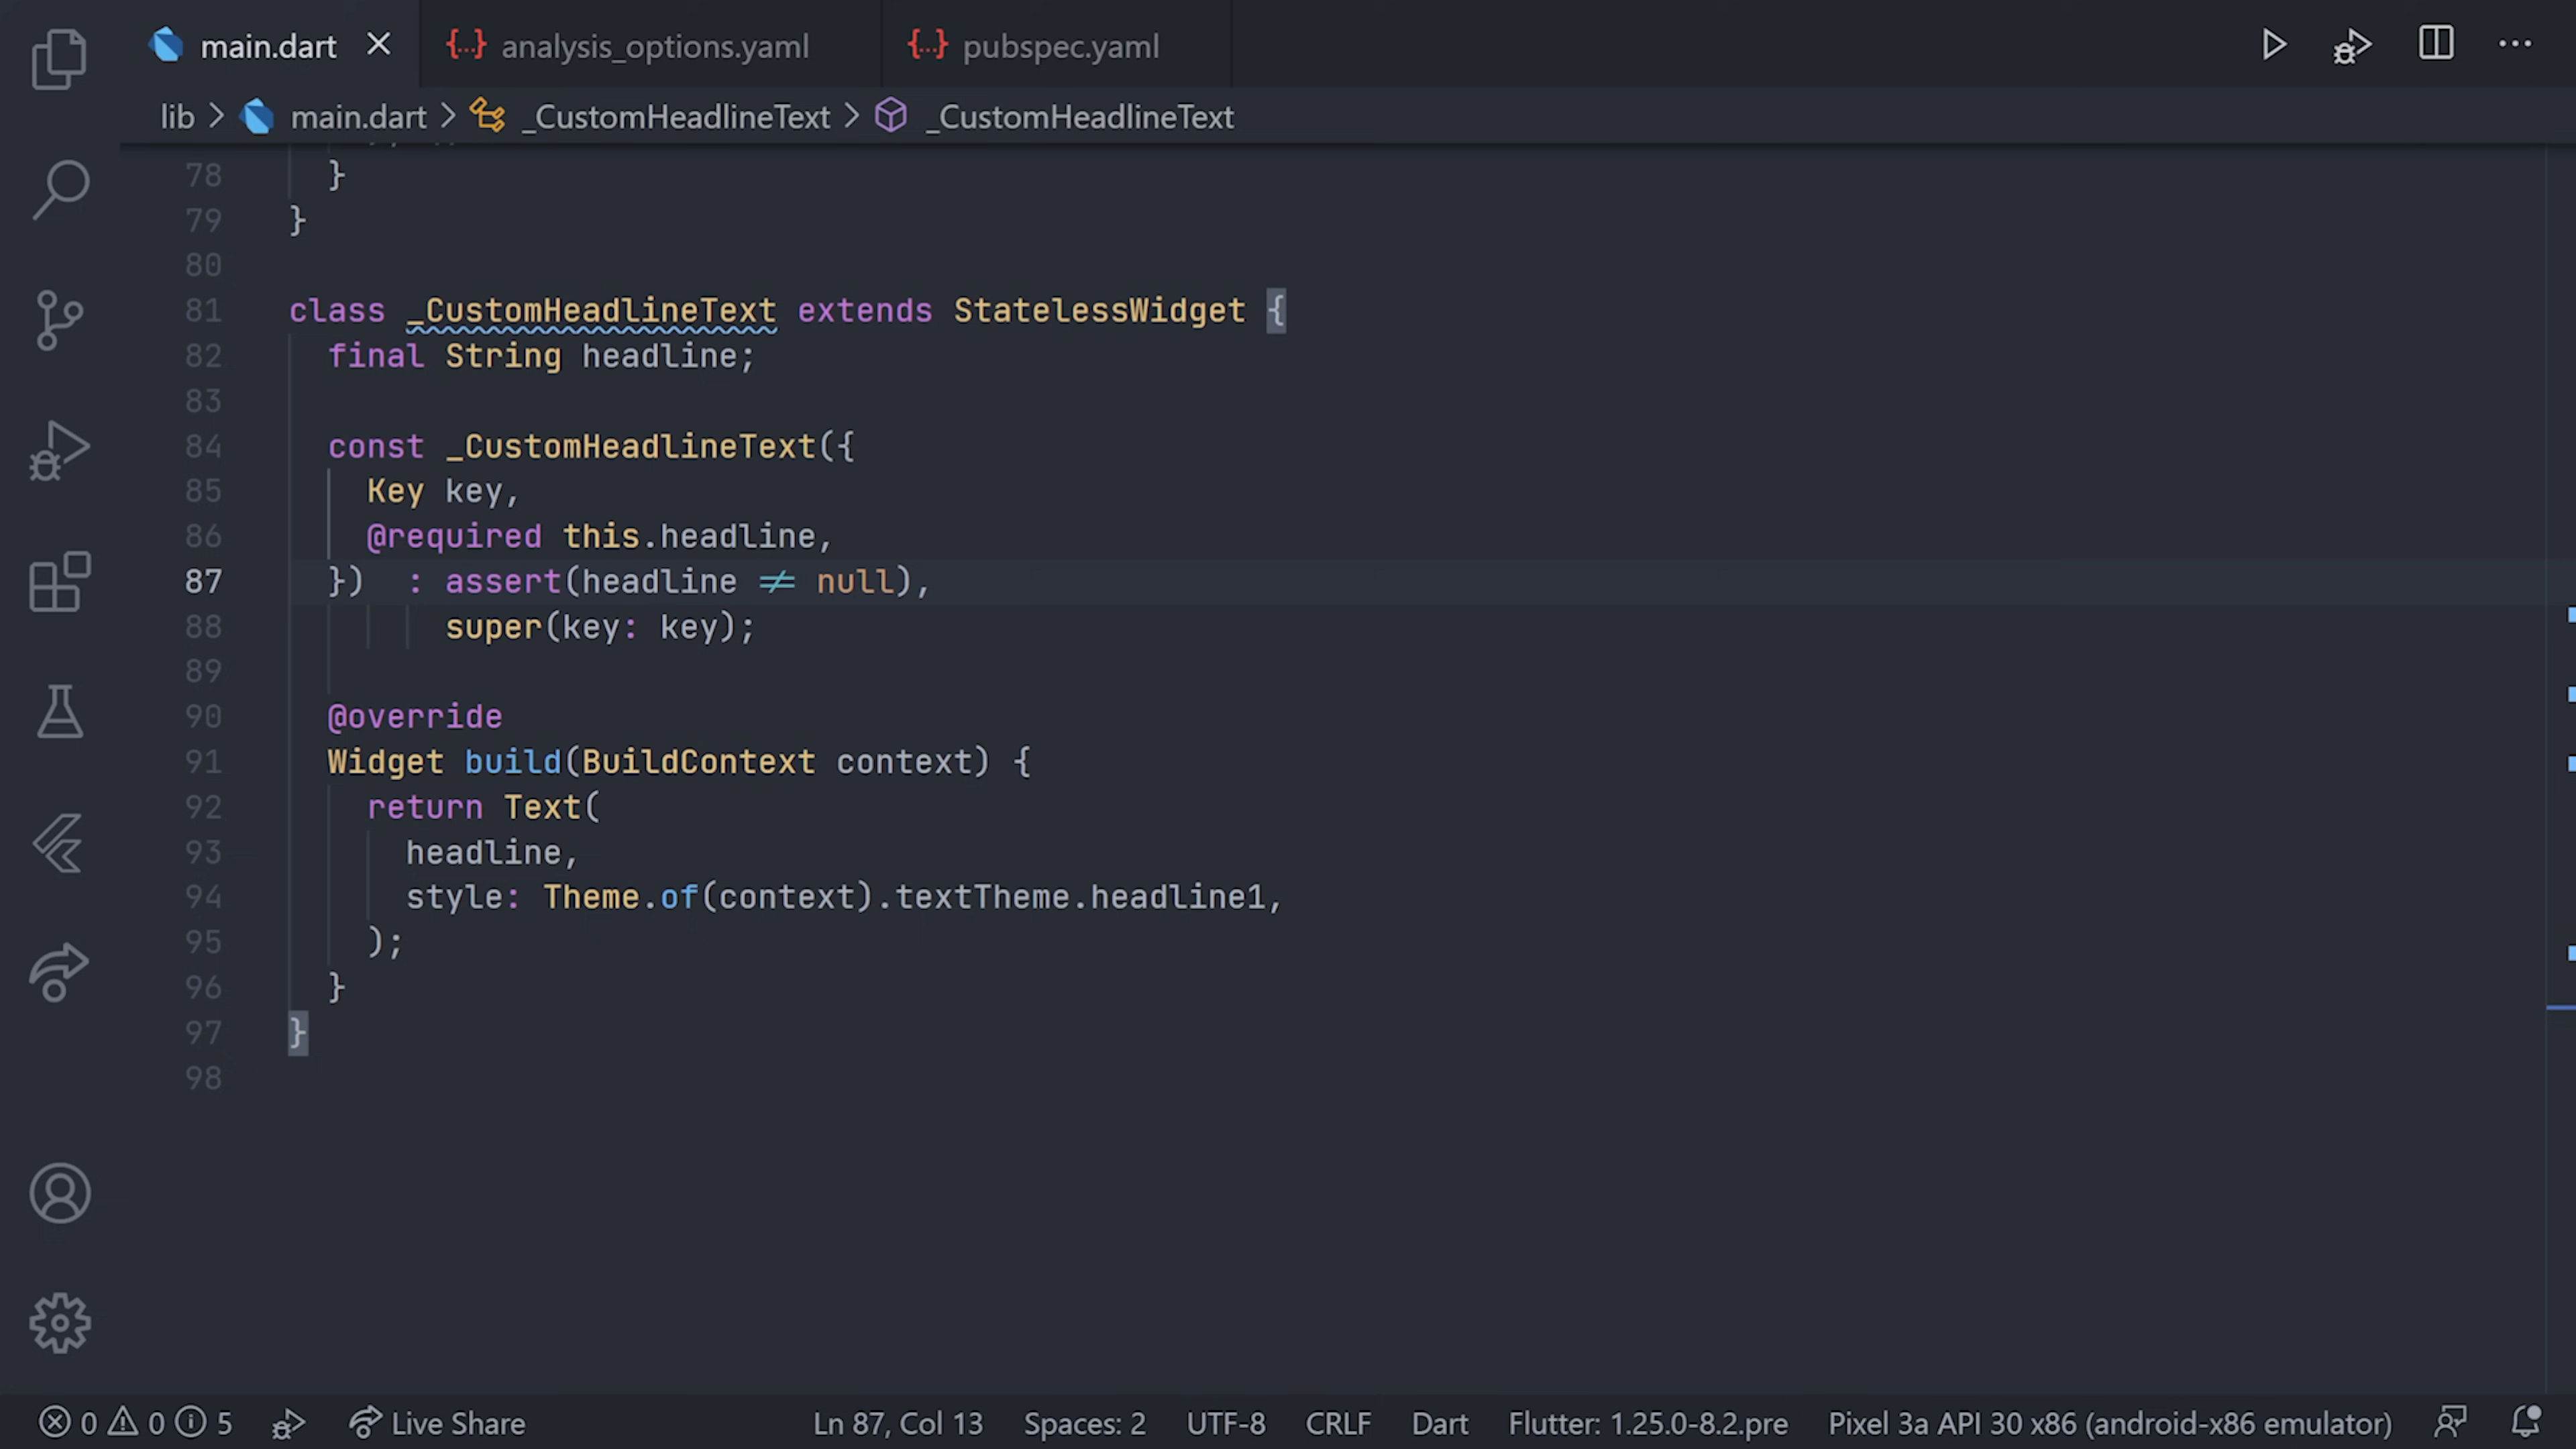 main.dart
{...} analysis_options.yaml
{...} pubspec.yaml
lib > main.dart > _CustomHeadlineText > _CustomHeadlineText
78 }
79 }
80
81 class _CustomHeadlineText extends StatelessWidget {
82 final String headline;
83
84 const _CustomHeadlineText({
85 Key key,
86 @required this.headline,
87 }) : assert(headline ≠ null),
88 super(key: key);
89
90 @override
91 Widget build(BuildContext context) {
92 return Text(
93 headline,
94 style: Theme.of(context).textTheme.headline1,
95 );
96 }
97 }
98
0 0 5 Live Share Ln 87, Col 13 Spaces: 2 UTF-8 CRLF Dart Flutter: 1.25.0-8.2.pre Pixel 3a API 30 x86 (android-x86 emulator)